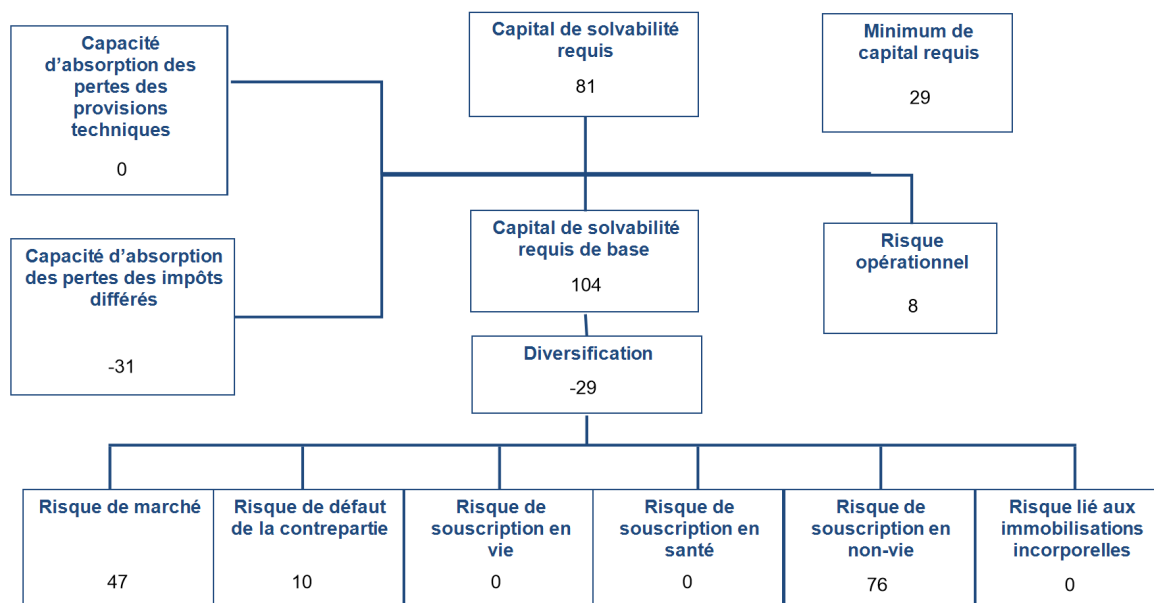 Capacité
d'absorption des
pertes des
provisions
techniques
0
Capital de solvabilité
requis
81
Minimum de
capital requis
29
Capacité d'absorption
des pertes des impôts
différés
-31
Capital de solvabilité
requis de base
104
Risque
opérationnel
8
Diversification
-29
Risque de marché
47
Risque de défaut
de la contrepartie
10
Risque de
souscription en
vie
0
Risque de
souscription en
santé
0
Risque de
souscription en
non-vie
76
Risque lié aux
immobilisations
incorporelles
0